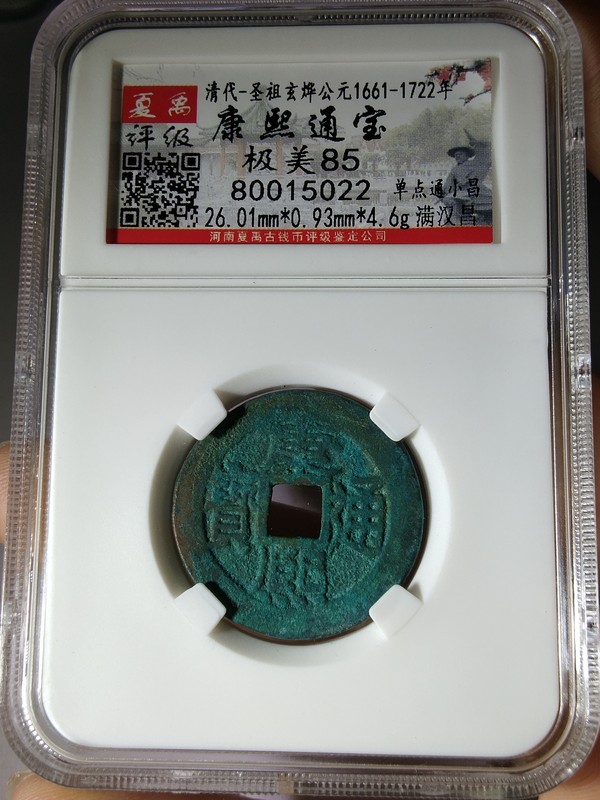 清代-圣祖玄烨公元1661-1722年
夏禹
评级
康熙通宝
极美85
80015022 单点通小昌
26.01mm*0.93mm*4.6g 满汉昌
河南夏禹古钱币评级鉴定公司
康熙通寳